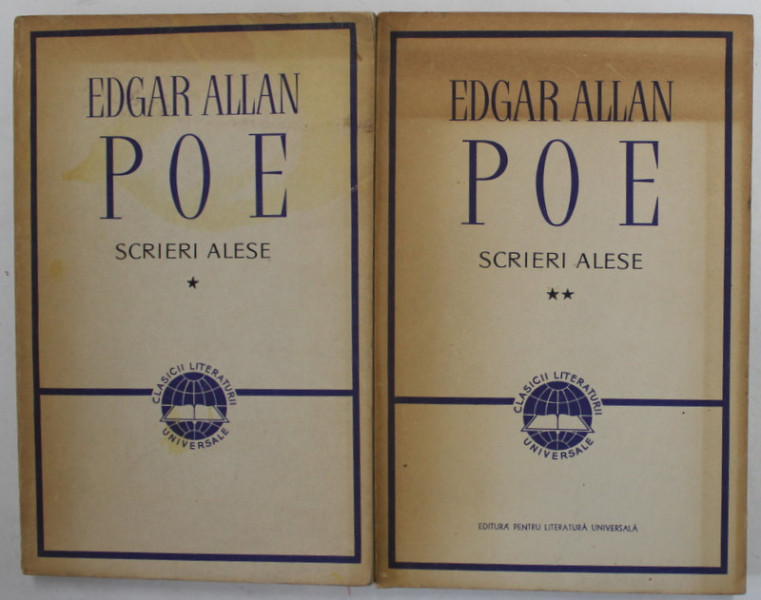 EDGAR ALLAN
POE
SCRIERI ALESE
★
CLASICII LITERATURII
UNIVERSALE
EDGAR ALLAN
POE
SCRIERI ALESE
★★
CLASICII LITERATURII
UNIVERSALE
EDITURA PENTRU LITERATURĂ UNIVERSALĂ